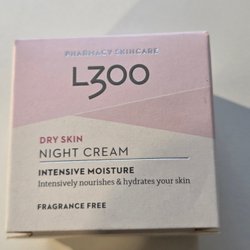 PHARMACY SKINCARE
L300
DRY SKIN
NIGHT CREAM
INTENSIVE MOISTURE
Intensively nourishes & hydrates your skin
FRAGRANCE FREE